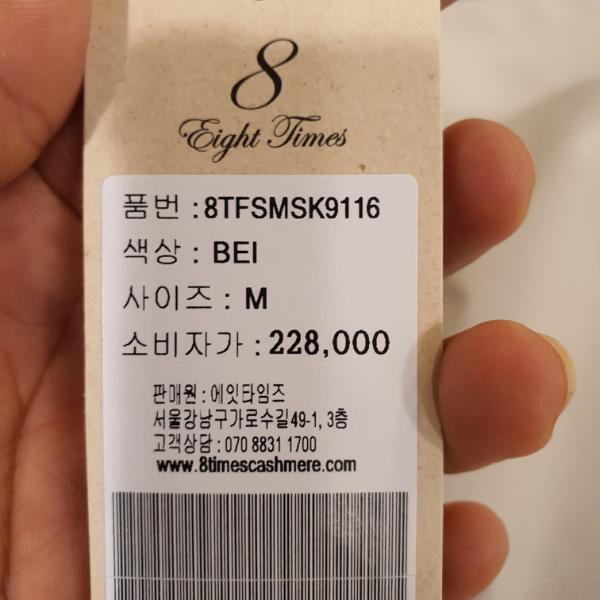 8
Eight Times
품번 : 8TFSMSK9116
색상 : BEI
사이즈 : M
소비자가 : 228,000
판매원 : 에잇타임즈
서울강남구가로수길49-1, 3층
고객상담 : 070 8831 1700
www.8timescashmere.com